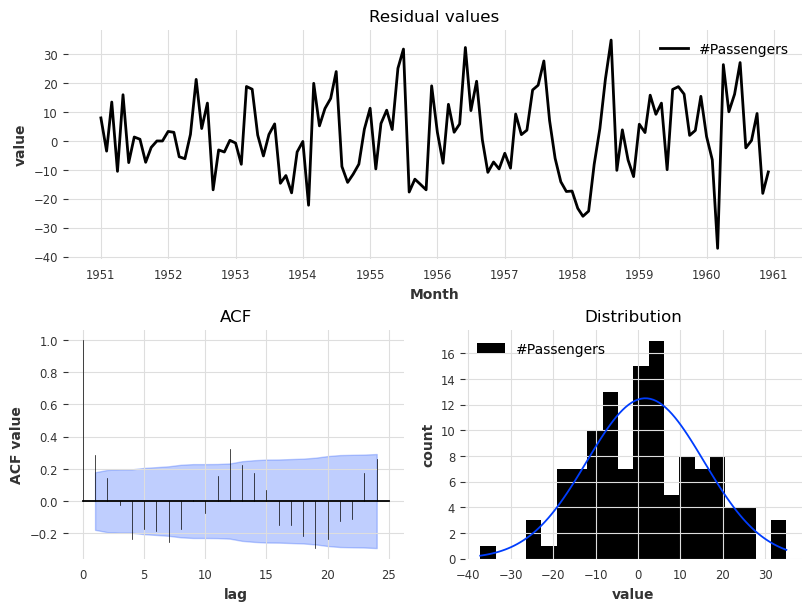 Residual values
#Passengers
30
20
10
0
−10
−20
−30
−40
value
1951 1952 1953 1954 1955 1956 1957 1958 1959 1960 1961
Month
ACF
1.0
0.8
0.6
0.4
0.2
0.0
−0.2
ACF value
0 5 10 15 20 25
lag
Distribution
#Passengers
16
14
12
10
8
6
4
2
0
count
−40 −30 −20 −10 0 10 20 30
value